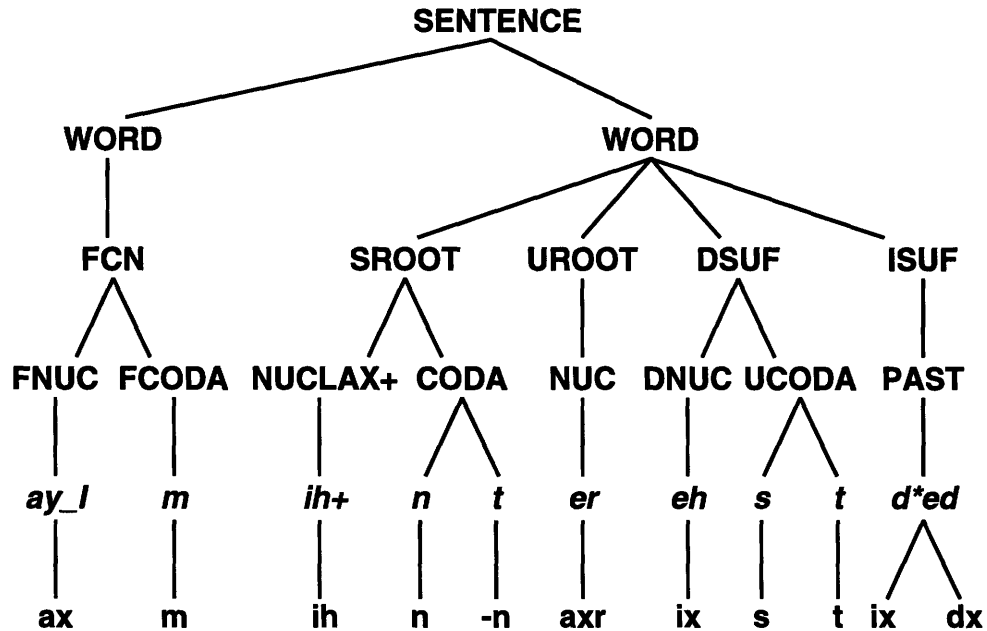 SENTENCE
WORD WORD
FCN SROOT UROOT DSUF ISUF
FNUC FCODA NUCLAX+ CODA NUC DNUC UCODA PAST
ay_I m ih+ n t er eh s t d*ed
ax m ih n -n axr ix s t ix dx